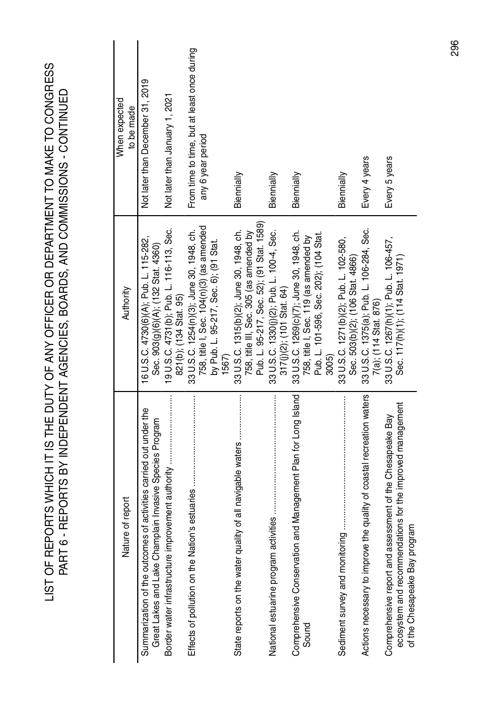 LIST OF REPORTS WHICH IT IS THE DUTY OF ANY OFFICER OR DEPARTMENT TO MAKE TO CONGRESS
PART 6 - REPORTS BY INDEPENDENT AGENCIES, BOARDS, AND COMMISSIONS - CONTINUED
Nature of report Authority When expected to be made
Summarization of the outcomes of activities carried out under the
Great Lakes and Lake Champlain Invasive Species Program
16 U.S.C. 4730(6)(A); Pub. L. 115-282,
Sec. 903(g)(6)(A); (132 Stat. 4360)
Not later than December 31, 2019
Border water infrastructure improvement authority
19 U.S.C. 4731(b); Pub. L. 116-113, Sec.
821(b); (134 Stat. 95)
Not later than January 1, 2021
Effects of pollution on the Nation's estuaries
33 U.S.C. 1254(n)(3); June 30, 1948, ch.
758, title I, Sec. 104(n)(3) (as amended
by Pub. L. 95-217, Sec. 6); (91 Stat.
1567)
From time to time, but at least once during
any 6 year period
State reports on the water quality of all navigable waters
33 U.S.C. 1315(b)(2); June 30, 1948, ch.
758, title III, Sec. 305 (as amended by
Pub. L. 95-217, Sec. 52); (91 Stat. 1589)
Biennially
National estuarine program activities
33 U.S.C. 1330(j)(2); Pub. L. 100-4, Sec.
317(j)(2); (101 Stat. 64)
Biennially
Comprehensive Conservation and Management Plan for Long Island
Sound
33 U.S.C. 1269(c)(7); June 30, 1948, ch.
758, title I, Sec. 119 (as amended by
Pub. L. 101-596, Sec. 202); (104 Stat.
3005)
Biennially
Sediment survey and monitoring
33 U.S.C. 1271(b)(2); Pub. L. 102-580,
Sec. 503(b)(2); (106 Stat. 4866)
Biennially
Actions necessary to improve the quality of coastal recreation waters
33 U.S.C. 1375(a); Pub. L. 106-284, Sec.
7(a); (114 Stat. 876)
Every 4 years
Comprehensive report and assessment of the Chesapeake Bay
ecosystem and recommendations for the improved management
of the Chesapeake Bay program
33 U.S.C. 1267(h)(1); Pub. L. 106-457,
Sec. 117(h)(1); (114 Stat. 1971)
Every 5 years
296